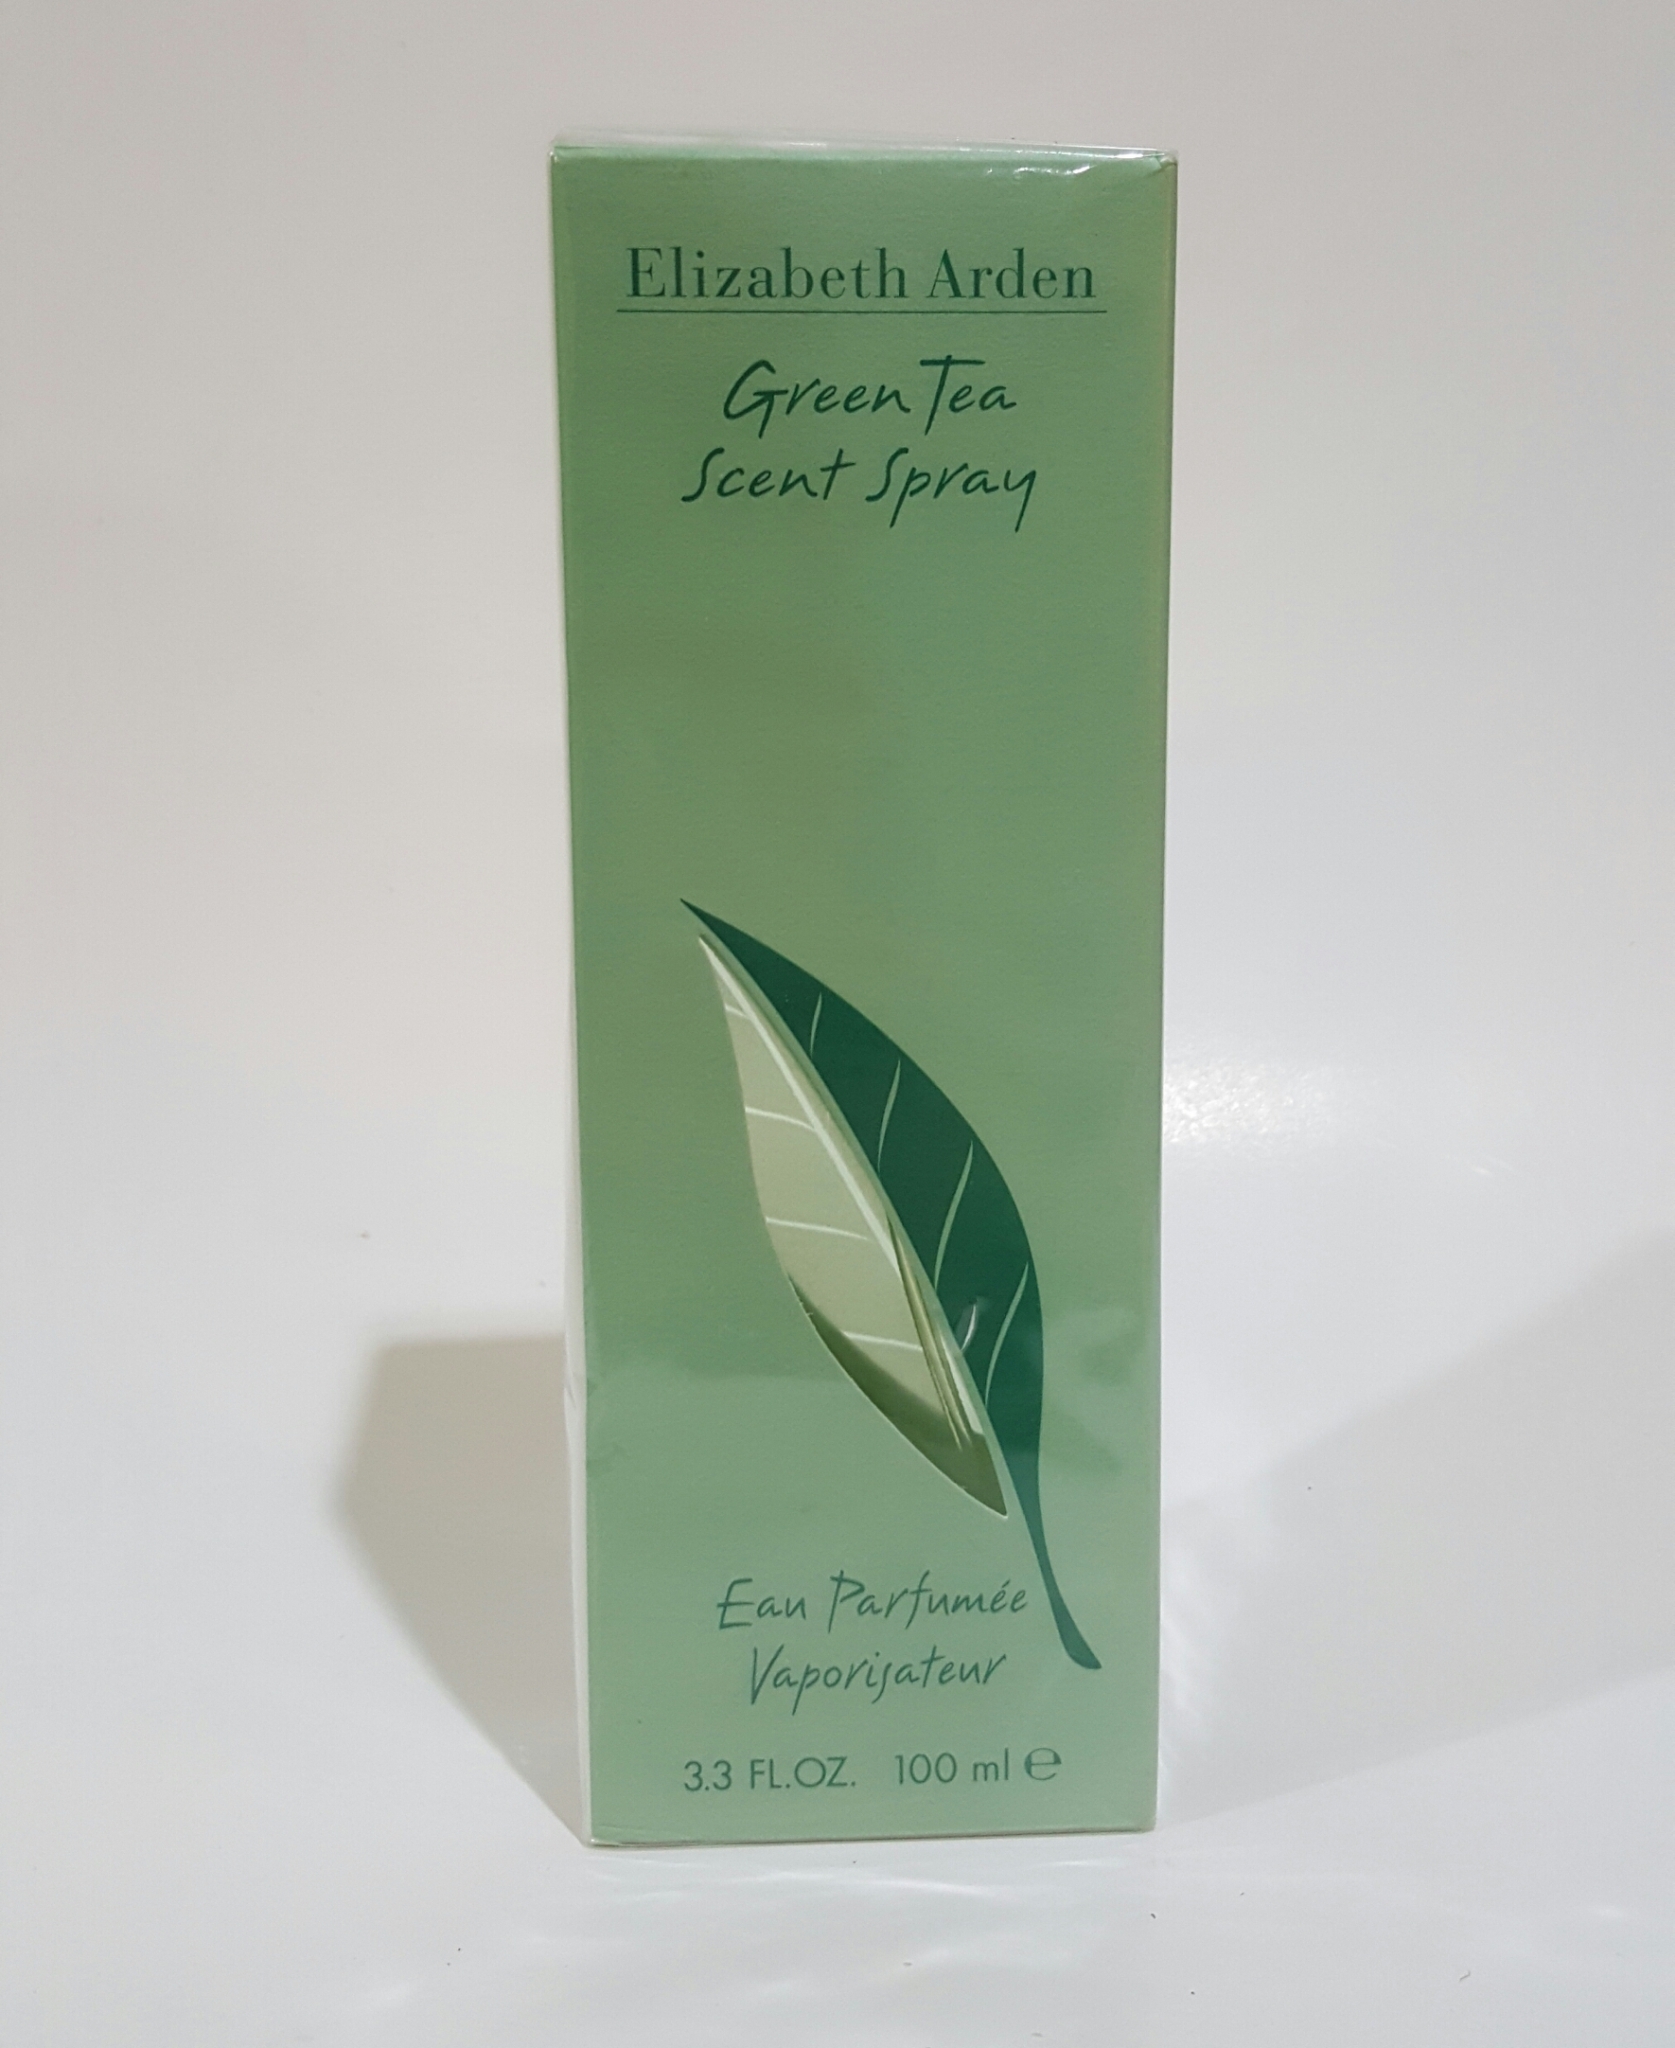 Elizabeth Arden
Green Tea
Scent Spray
Eau Parfumée
Vaporisateur
3.3 FL.OZ. 100 ml ℮